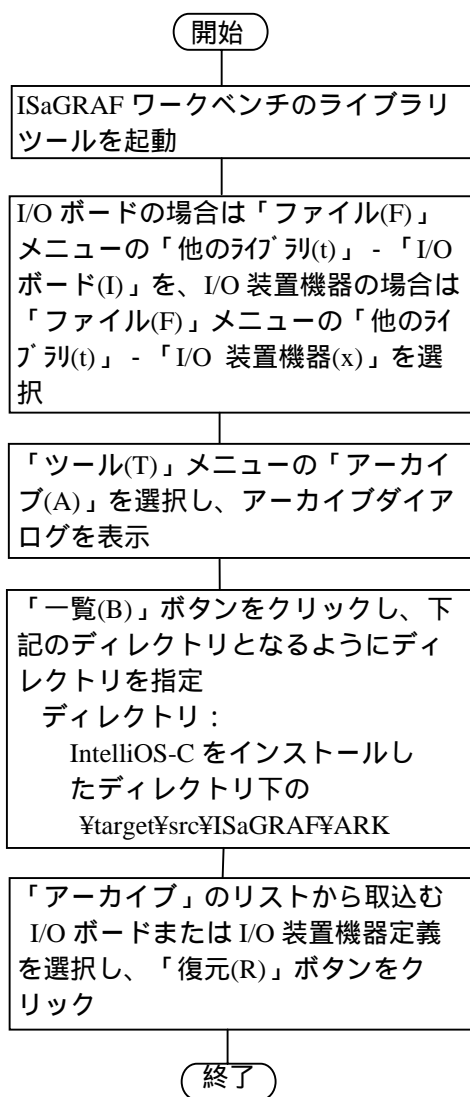 開始
ISaGRAF ワークベンチのライブラリ
ツールを起動
I/O ボードの場合は「ファイル(F)」
メニューの「他のﾗｲﾌﾞﾗﾘ(t)」-「I/O
ボード(I)」を、I/O 装置機器の場合は
「ファイル(F)」メニューの「他のﾗｲ
ﾌﾞﾗﾘ(t)」-「I/O 装置機器(x)」を選
択
「ツール(T)」メニューの「アーカイ
ブ(A)」を選択し、アーカイブダイア
ログを表示
「一覧(B)」ボタンをクリックし、下
記のディレクトリとなるようにディ
レクトリを指定
ディレクトリ：
IntelliOS-C をインストールし
たディレクトリ下の
¥target¥src¥ISaGRAF¥ARK
「アーカイブ」のリストから取込む
I/O ボードまたは I/O 装置機器定義
を選択し、「復元(R)」ボタンをク
リック
終了